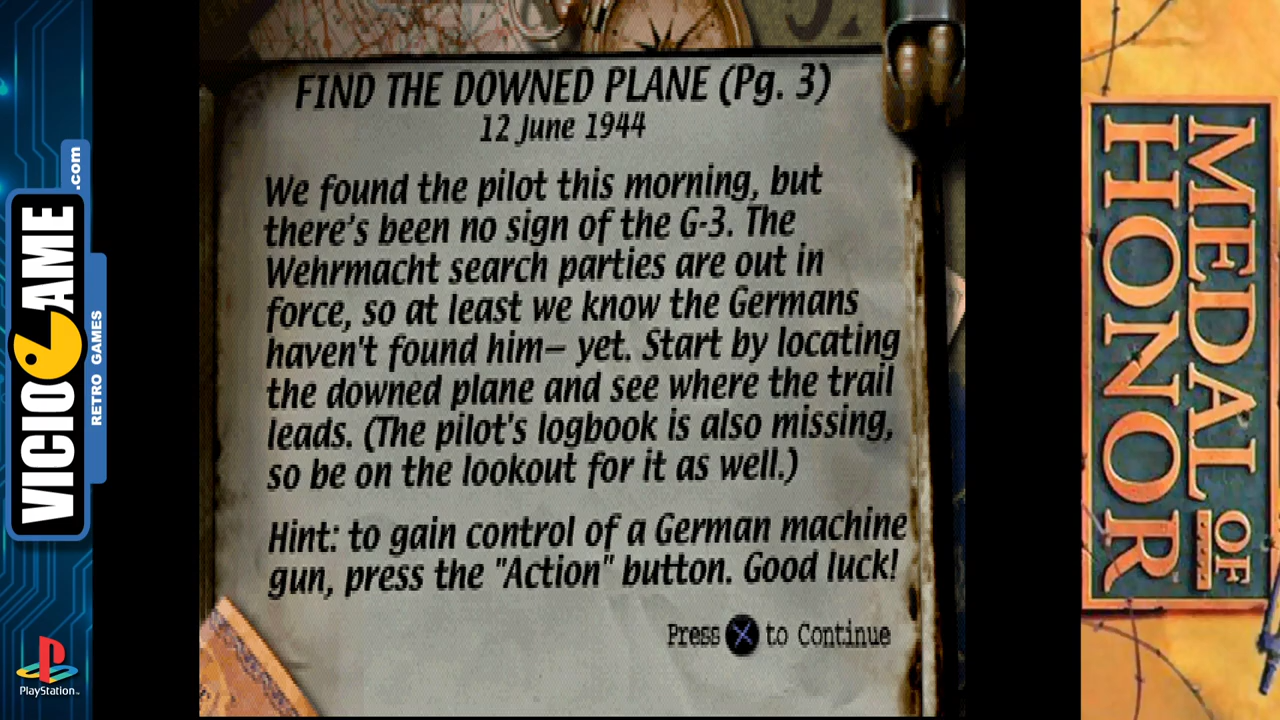 FIND THE DOWNED PLANE (Pg. 3)
12 June 1944
We found the pilot this morning, but
there's been no sign of the G-3. The
Wehrmacht search parties are out in
force, so at least we know the Germans
haven't found him— yet. Start by locating
the downed plane and see where the trail
leads. (The pilot's logbook is also missing,
so be on the lookout for it as well.)
Hint: to gain control of a German machine
gun, press the "Action" button. Good luck!
Press X to Continue
VICIOGAME.com
RETRO GAMES
PlayStation
MEDAL OF
HONOR